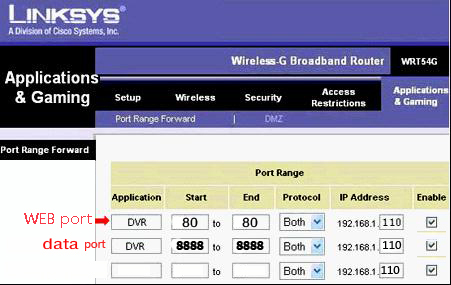 LINKSYS®
A Division of Cisco Systems, Inc.
Wireless-G Broadband Router WRT54G
Applications & Gaming
Setup Wireless Security Access Restrictions Applications & Gaming
Port Range Forward | DMZ
Port Range Forward
Port Range
Application Start End Protocol IP Address Enable
WEB port DVR 80 to 80 Both 192.168.1.110
data port DVR 8888 to 8888 Both 192.168.1.110
to Both 192.168.1.110